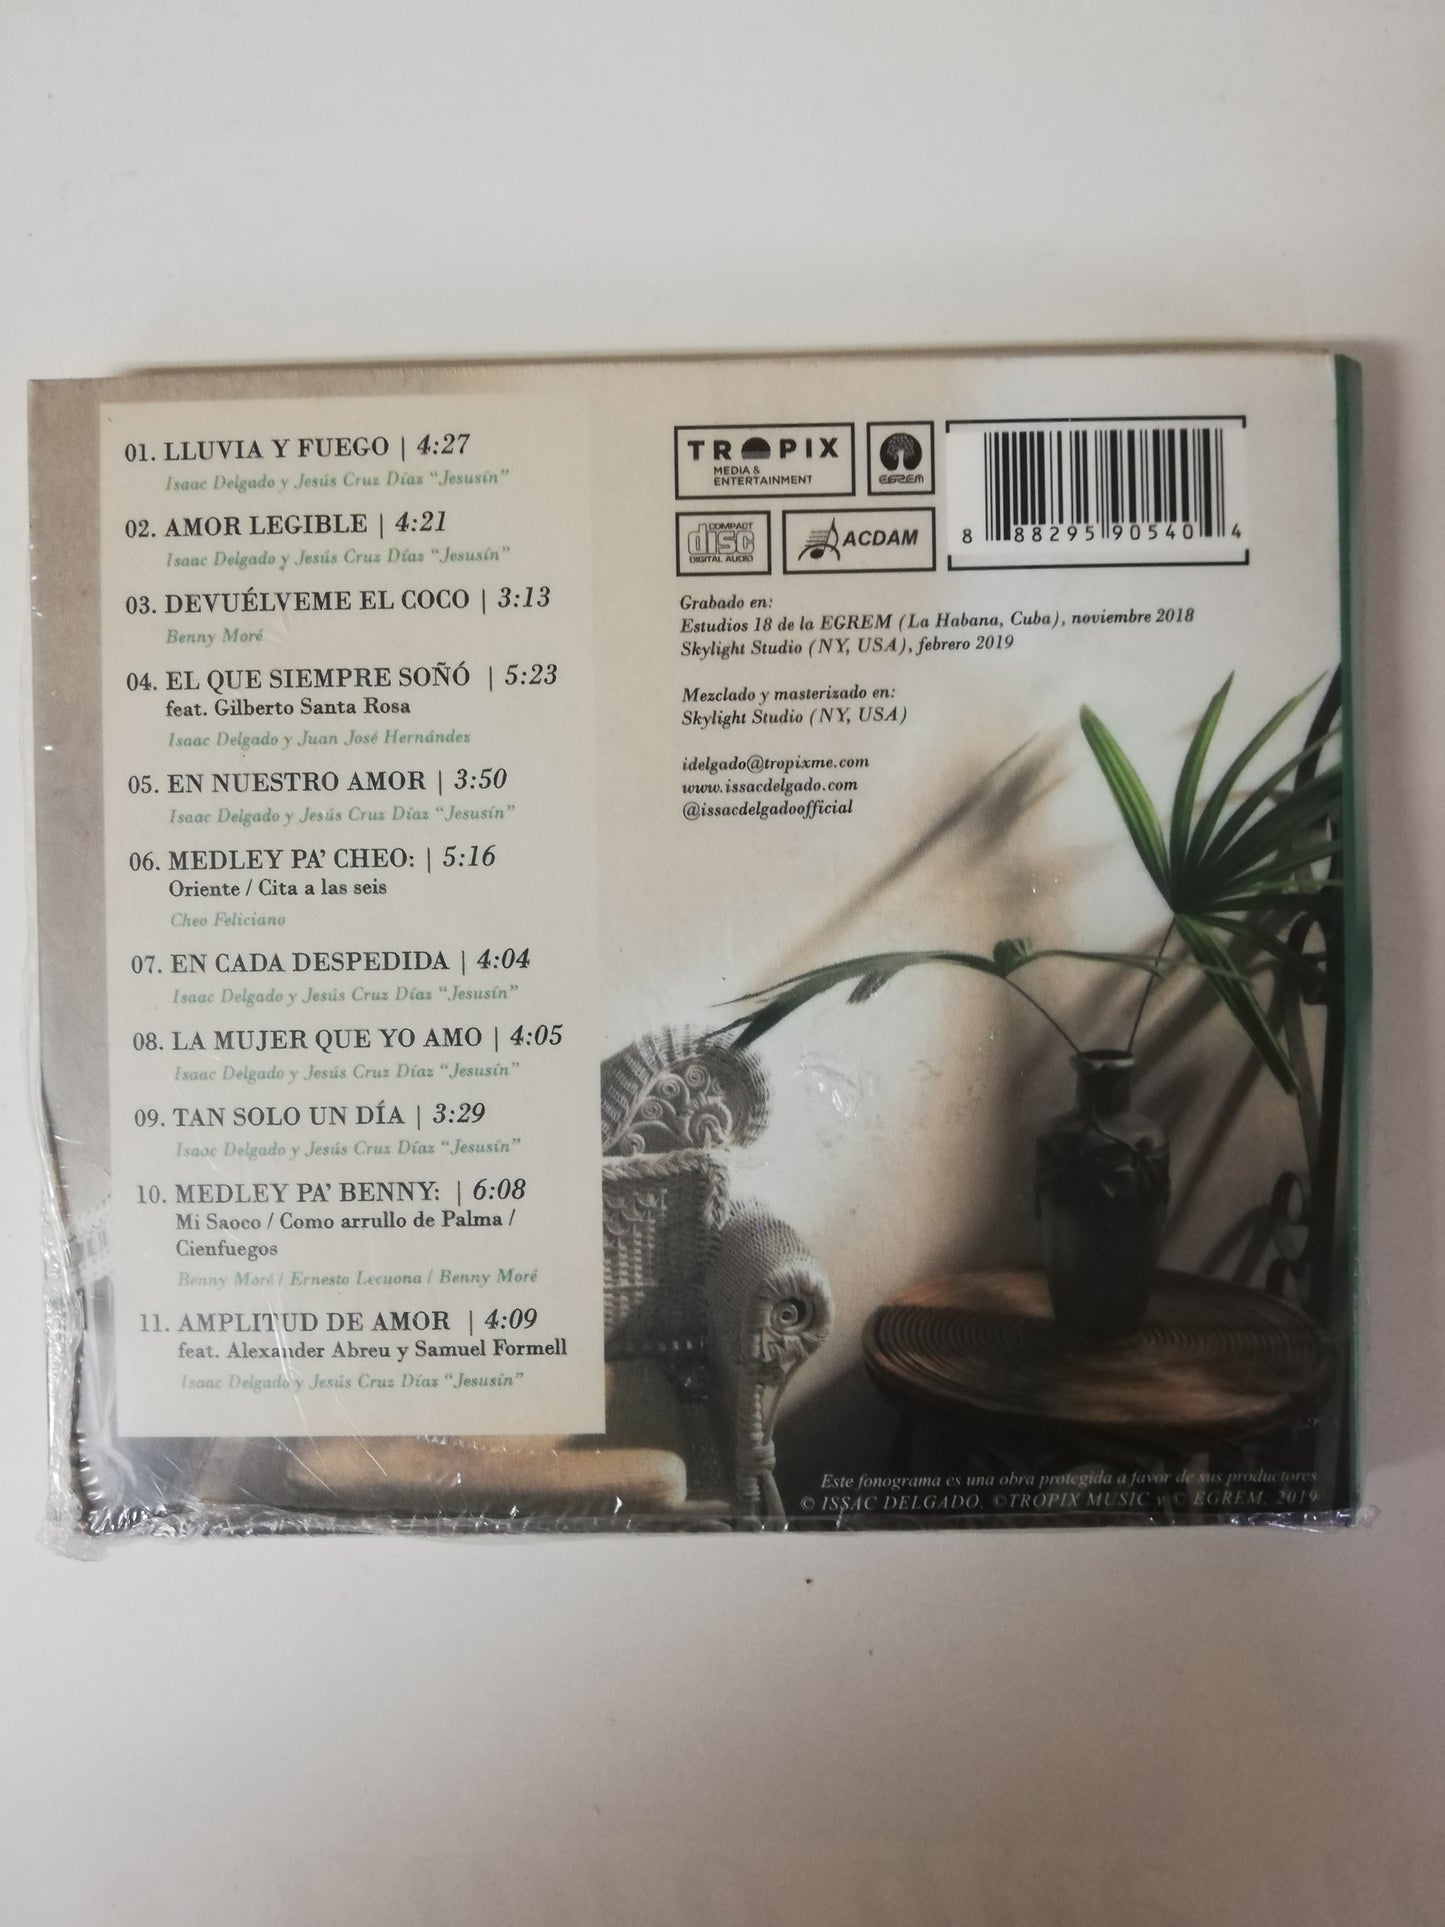 01. LLUVIA Y FUEGO | 4:27
Isaac Delgado y Jesús Cruz Díaz “Jesusín”
02. AMOR LEGIBLE | 4:21
Isaac Delgado y Jesús Cruz Díaz “Jesusín”
03. DEVUÉLVEME EL COCO | 3:13
Benny Moré
04. EL QUE SIEMPRE SOÑÓ | 5:23
feat. Gilberto Santa Rosa
Isaac Delgado y Juan José Hernández
05. EN NUESTRO AMOR | 3:50
Isaac Delgado y Jesús Cruz Díaz “Jesusín”
06. MEDLEY PA’ CHEO: | 5:16
Oriente / Cita a las seis
Cheo Feliciano
07. EN CADA DESPEDIDA | 4:04
Isaac Delgado y Jesús Cruz Díaz “Jesusín”
08. LA MUJER QUE YO AMO | 4:05
Isaac Delgado y Jesús Cruz Díaz “Jesusín”
09. TAN SOLO UN DÍA | 3:29
Isaac Delgado y Jesús Cruz Díaz “Jesusín”
10. MEDLEY PA’ BENNY: | 6:08
Mi Saoco / Como arrullo de Palma /
Cienfuegos
Benny Moré / Ernesto Lecuona / Benny Moré
11. AMPLITUD DE AMOR | 4:09
feat. Alexander Abreu y Samuel Formell
Isaac Delgado y Jesús Cruz Díaz “Jesusín”
TROPIX
MEDIA &
ENTERTAINMENT
EGREM
COMPACT
disc
DIGITAL AUDIO
ACDAM
8 88295 90540 4
Grabado en:
Estudios 18 de la EGREM (La Habana, Cuba), noviembre 2018
Skylight Studio (NY, USA), febrero 2019
Mezclado y masterizado en:
Skylight Studio (NY, USA)
idelgado@tropixme.com
www.issacdelgado.com
@issacdelgadoofficial
Este fonograma es una obra protegida a favor de sus productores
© ISSAC DELGADO, ©TROPIX MUSIC y © EGREM, 2019